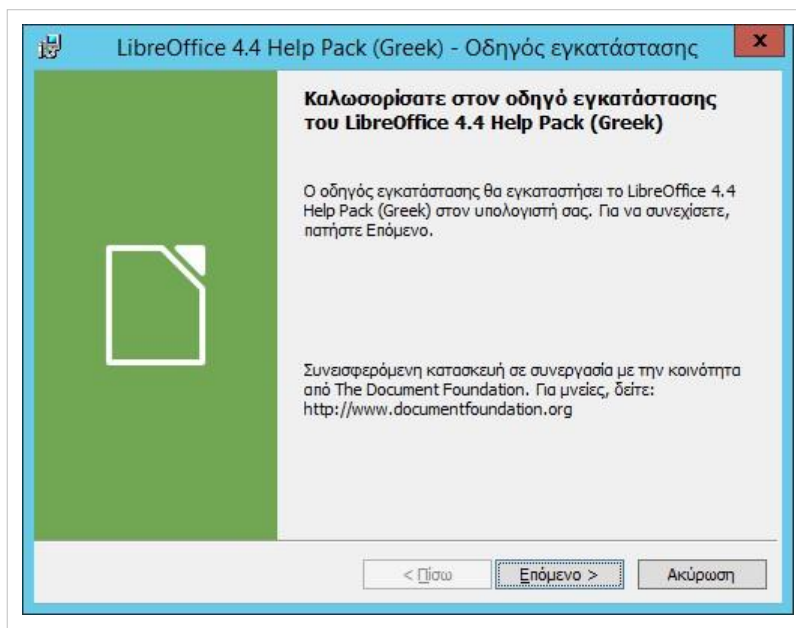 LibreOffice 4.4 Help Pack (Greek) - Οδηγός εγκατάστασης
x
Καλωσορίσατε στον οδηγό εγκατάστασης
του LibreOffice 4.4 Help Pack (Greek)
Ο οδηγός εγκατάστασης θα εγκαταστήσει το LibreOffice 4.4
Help Pack (Greek) στον υπολογιστή σας. Για να συνεχίσετε,
πατήστε Επόμενο.
Συνεισφερόμενη κατασκευή σε συνεργασία με την κοινότητα
από The Document Foundation. Για μνείες, δείτε:
http://www.documentfoundation.org
< Πίσω
Επόμενο >
Ακύρωση